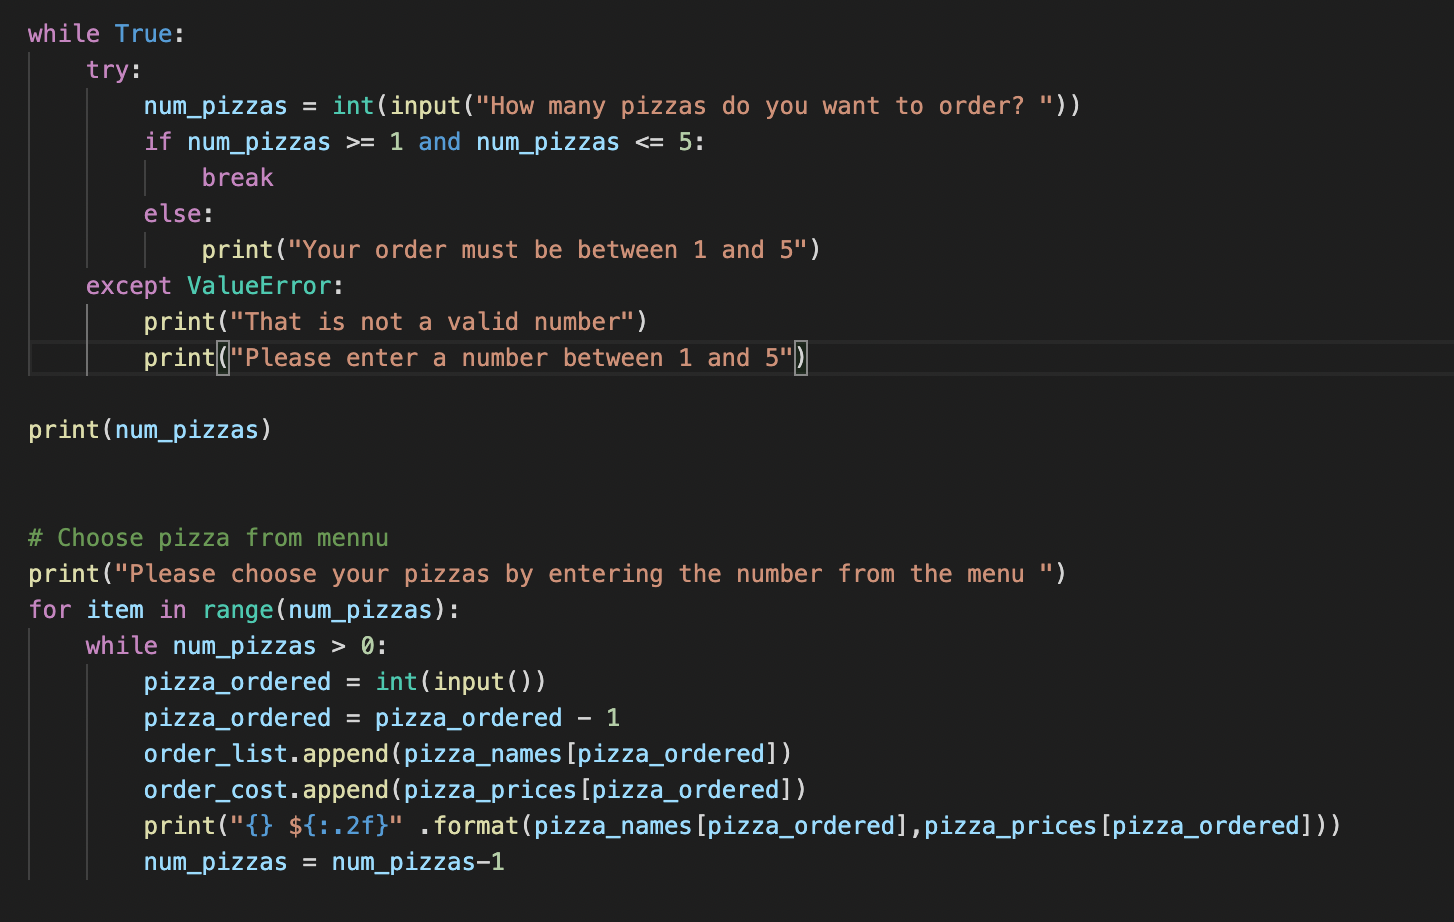 while True:
    try:
        num_pizzas = int(input("How many pizzas do you want to order? "))
        if num_pizzas >= 1 and num_pizzas <= 5:
            break
        else:
            print("Your order must be between 1 and 5")
    except ValueError:
        print("That is not a valid number")
        print("Please enter a number between 1 and 5")

print(num_pizzas)


# Choose pizza from mennu
print("Please choose your pizzas by entering the number from the menu ")
for item in range(num_pizzas):
    while num_pizzas > 0:
        pizza_ordered = int(input())
        pizza_ordered = pizza_ordered - 1
        order_list.append(pizza_names[pizza_ordered])
        order_cost.append(pizza_prices[pizza_ordered])
        print("{} ${:.2f}" .format(pizza_names[pizza_ordered],pizza_prices[pizza_ordered]))
        num_pizzas = num_pizzas-1